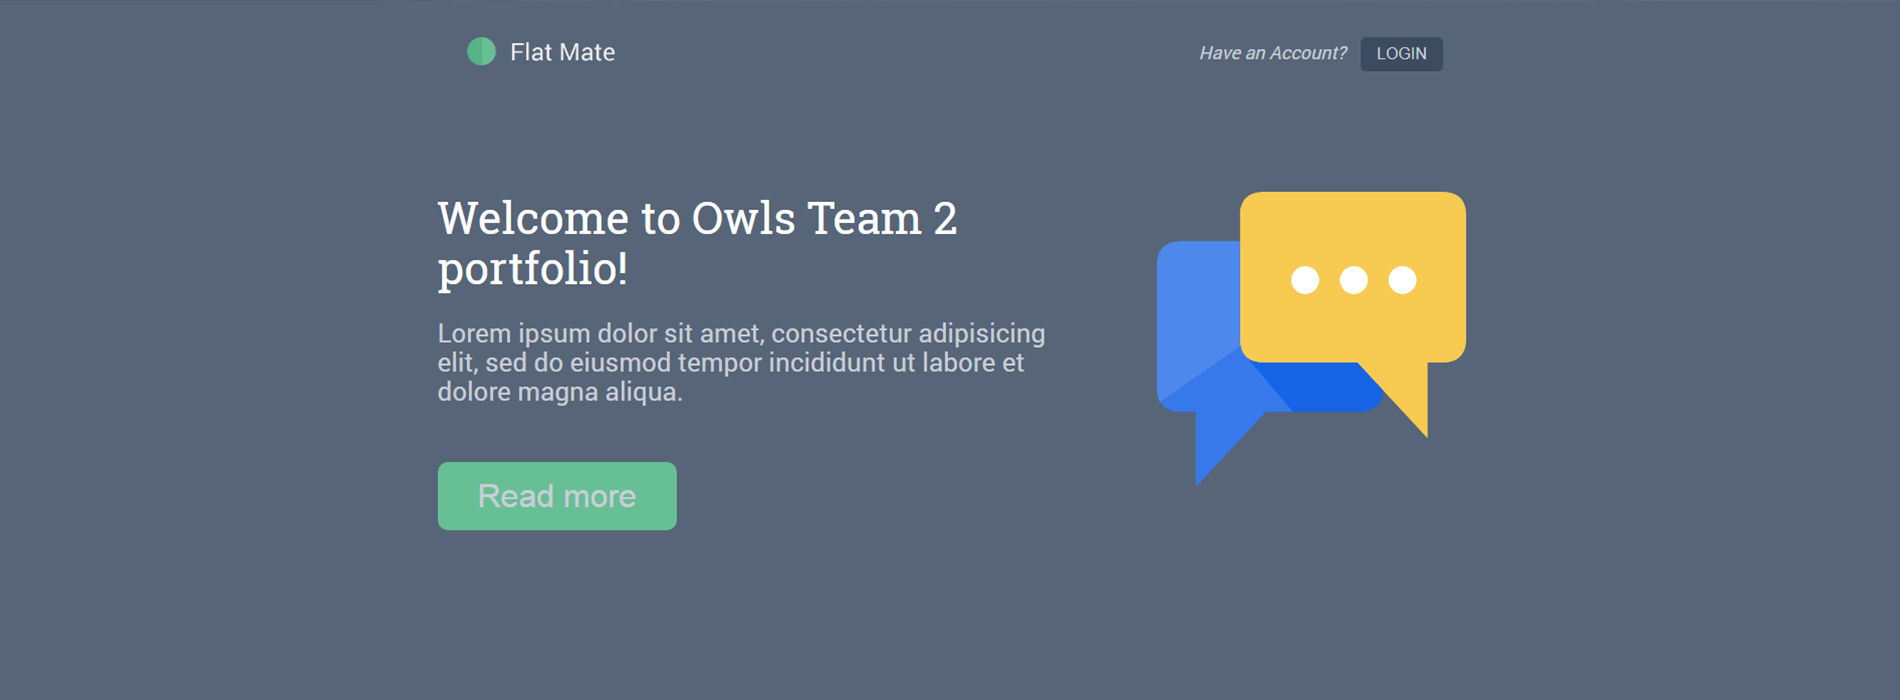 Flat Mate
Have an Account?
LOGIN
Welcome to Owls Team 2
portfolio!
Lorem ipsum dolor sit amet, consectetur adipisicing
elit, sed do eiusmod tempor incididunt ut labore et
dolore magna aliqua.
Read more